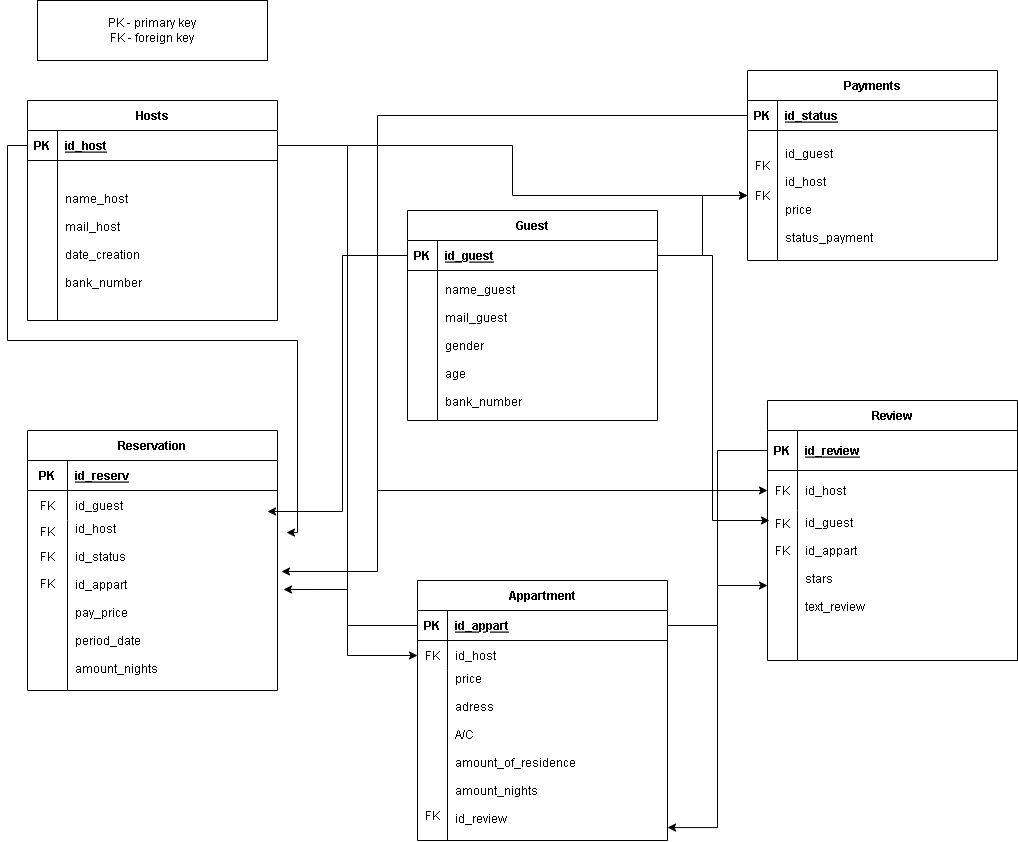 PK - primary key
FK - foreign key
Hosts
PK id_host
name_host
mail_host
date_creation
bank_number
Payments
PK id_status
id_guest
FK
id_host
FK
price
status_payment
Guest
PK id_guest
name_guest
mail_guest
gender
age
bank_number
Reservation
PK id_reserv
FK id_guest
FK id_host
FK id_status
FK id_appart
pay_price
period_date
amount_nights
Review
PK id_review
FK id_host
FK id_guest
FK id_appart
stars
text_review
Appartment
PK id_appart
FK id_host
price
adress
A/C
amount_of_residence
amount_nights
FK id_review